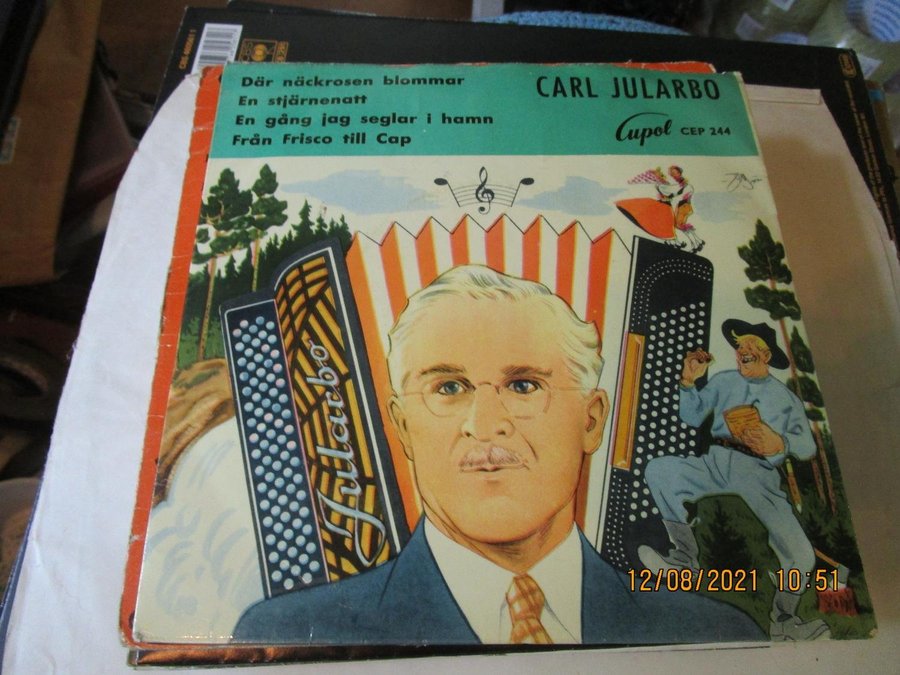 Där näckrosen blommar
En stjärnenatt
En gång jag seglar i hamn
Från Frisco till Cap
CARL JULARBO
Cupol CEP 244
Jularbo
12/08/2021 10:51